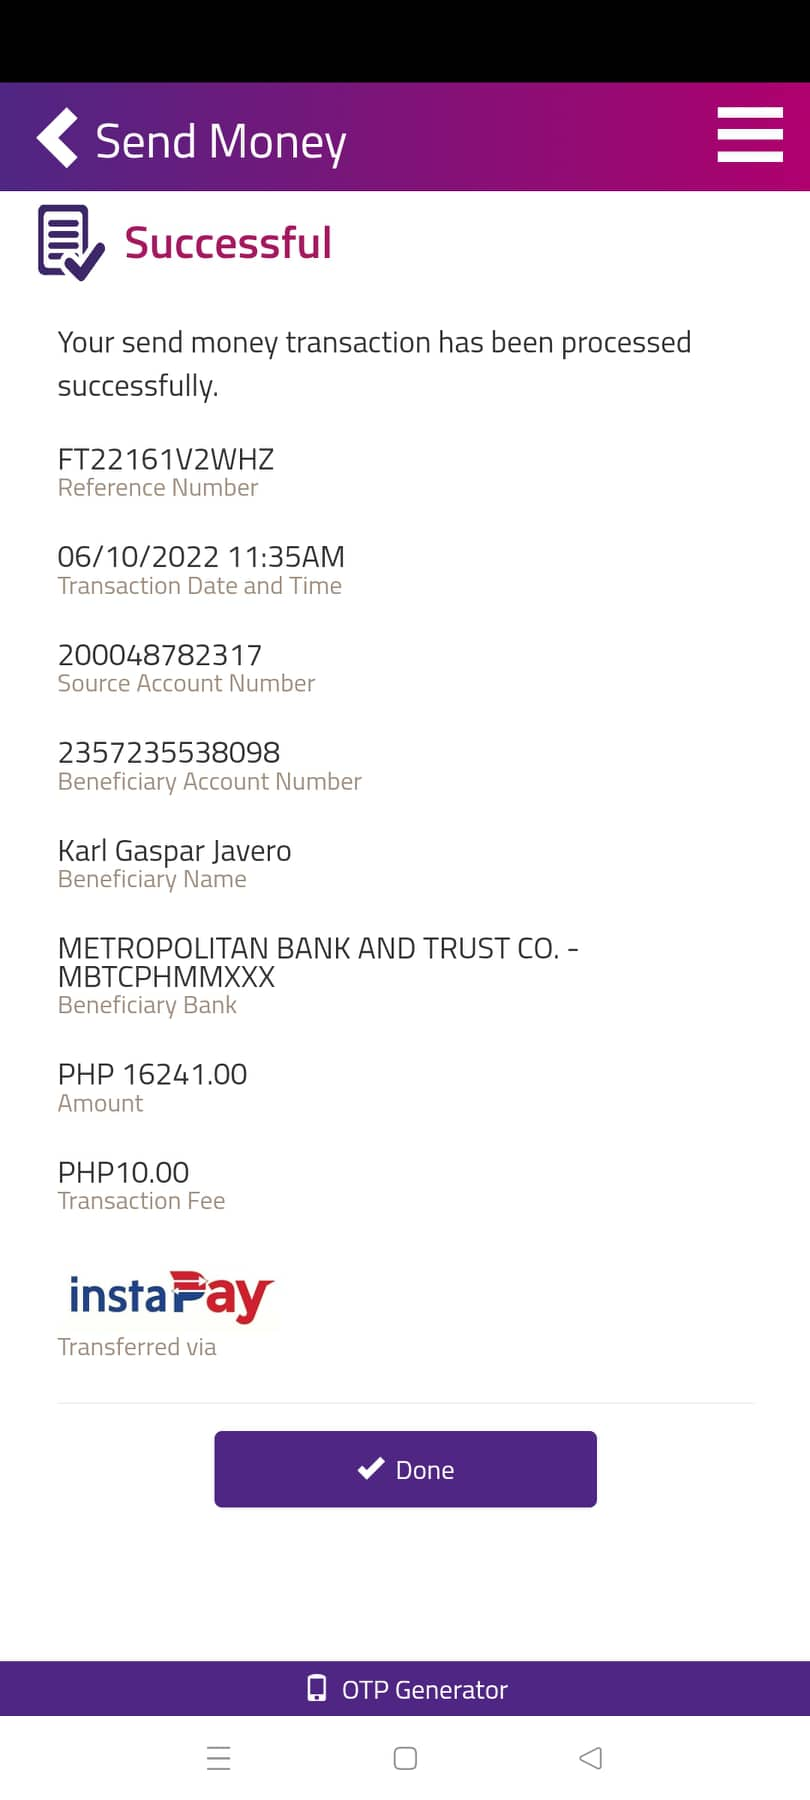 Send Money
Successful
Your send money transaction has been processed
successfully.
FT22161V2WHZ
Reference Number
06/10/2022 11:35AM
Transaction Date and Time
200048782317
Source Account Number
2357235538098
Beneficiary Account Number
Karl Gaspar Javero
Beneficiary Name
METROPOLITAN BANK AND TRUST CO. -
MBTCPHMMXXX
Beneficiary Bank
PHP 16241.00
Amount
PHP10.00
Transaction Fee
instaPay
Transferred via
Done
OTP Generator